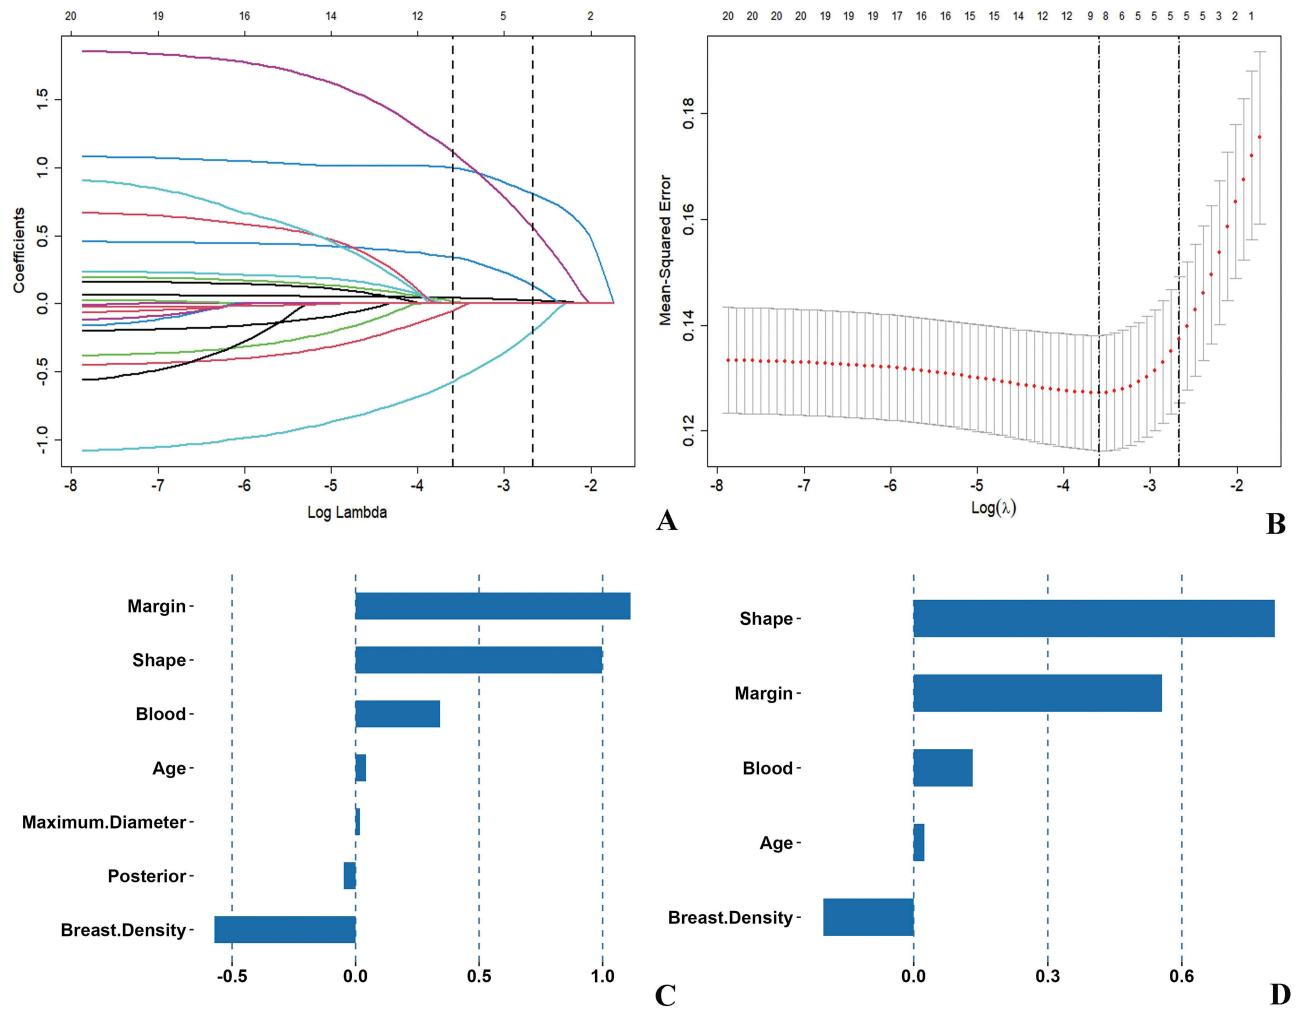 20 19 16 14 12 5 2
Coefficients
1.5
1.0
0.5
0.0
-0.5
-1.0
-8 -7 -6 -5 -4 -3 -2
Log Lambda
A
20 20 20 20 19 19 19 17 16 16 15 15 14 12 12 9 8 6 5 5 5 5 5 3 2 1
Mean-Squared Error
0.18
0.16
0.14
0.12
-8 -7 -6 -5 -4 -3 -2
Log(λ)
B
Margin
Shape
Blood
Age
Maximum.Diameter
Posterior
Breast.Density
-0.5 0.0 0.5 1.0
C
Shape
Margin
Blood
Age
Breast.Density
0.0 0.3 0.6
D